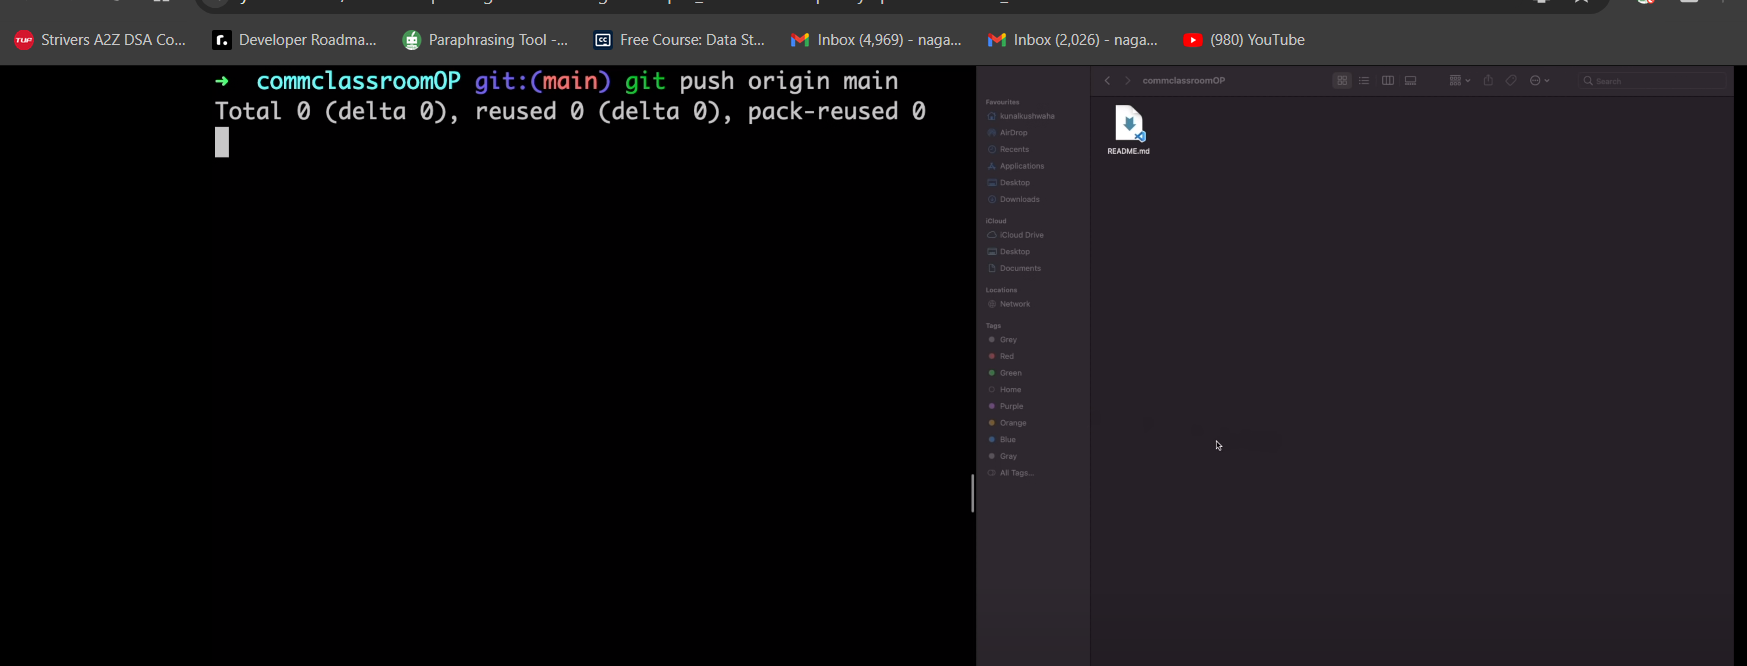 Strivers A2Z DSA Co...
Developer Roadma...
Paraphrasing Tool -...
Free Course: Data St...
Inbox (4,969) - naga...
Inbox (2,026) - naga...
(980) YouTube
➜ commclassroomOP git:(main) git push origin main
Total 0 (delta 0), reused 0 (delta 0), pack-reused 0
commclassroomOP
Search
Favourites
kunalkushwaha
AirDrop
Recents
Applications
Desktop
Downloads
iCloud
iCloud Drive
Desktop
Documents
Locations
Network
Tags
Grey
Red
Green
Home
Purple
Orange
Blue
Gray
All Tags...
README.md